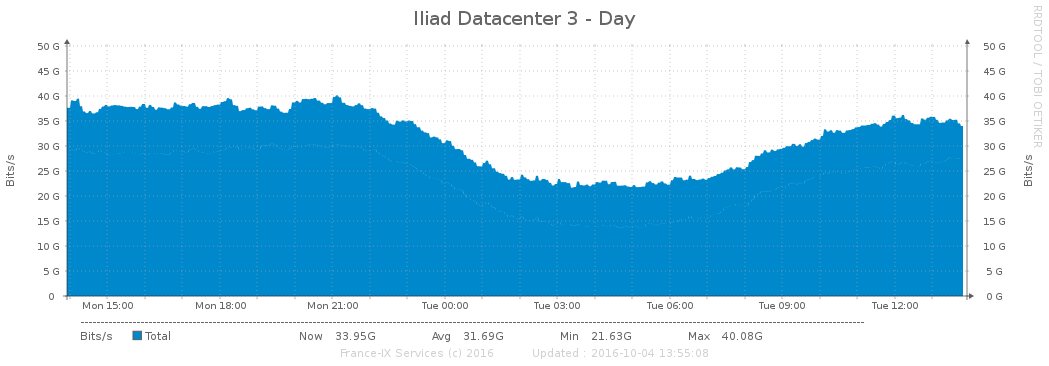 Iliad Datacenter 3 - Day
RRDTOOL / TOBI OETIKER
Bits/s
50 G 50 G
45 G 45 G
40 G 40 G
35 G 35 G
30 G 30 G
25 G 25 G
20 G 20 G
15 G 15 G
10 G 10 G
5 G 5 G
0 0 G
Bits/s
Mon 15:00 Mon 18:00 Mon 21:00 Tue 00:00 Tue 03:00 Tue 06:00 Tue 09:00 Tue 12:00
Bits/s Total Now 33.95G Avg 31.69G Min 21.63G Max 40.08G
France-IX Services (c) 2016 Updated : 2016-10-04 13:55:08